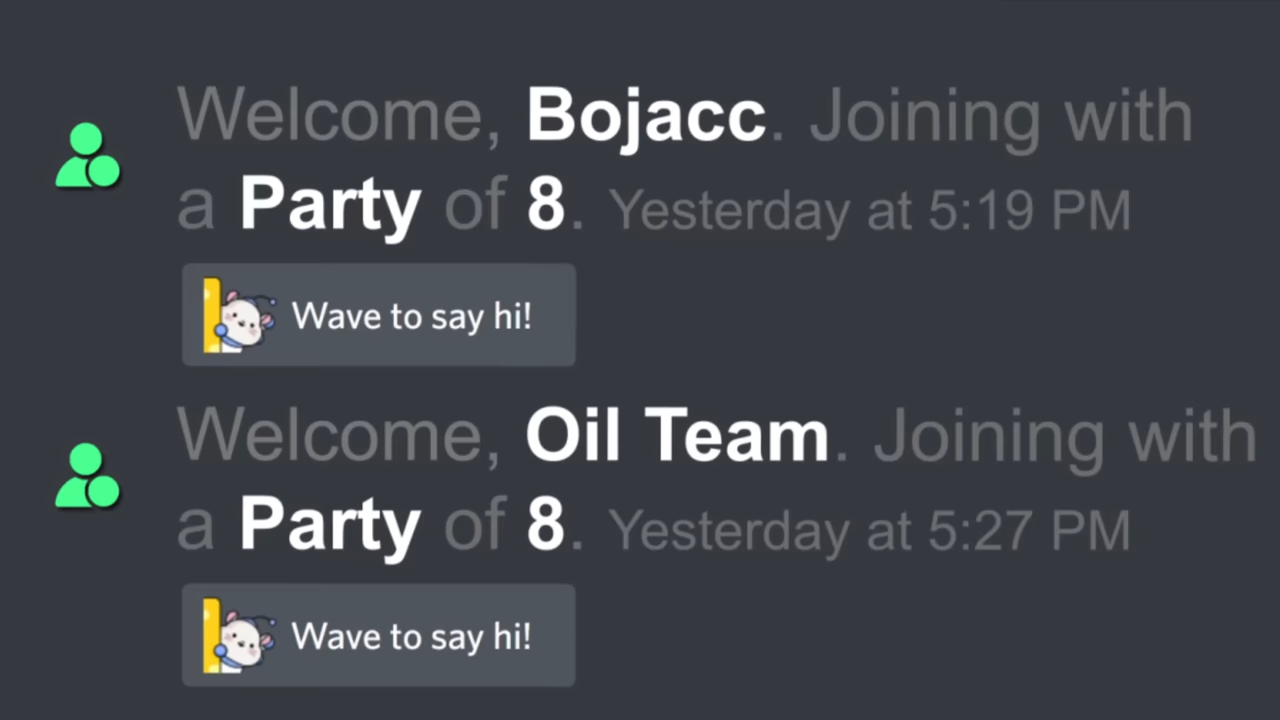 Welcome, Bojacc. Joining with
a Party of 8. Yesterday at 5:19 PM
Wave to say hi!
Welcome, Oil Team. Joining with
a Party of 8. Yesterday at 5:27 PM
Wave to say hi!